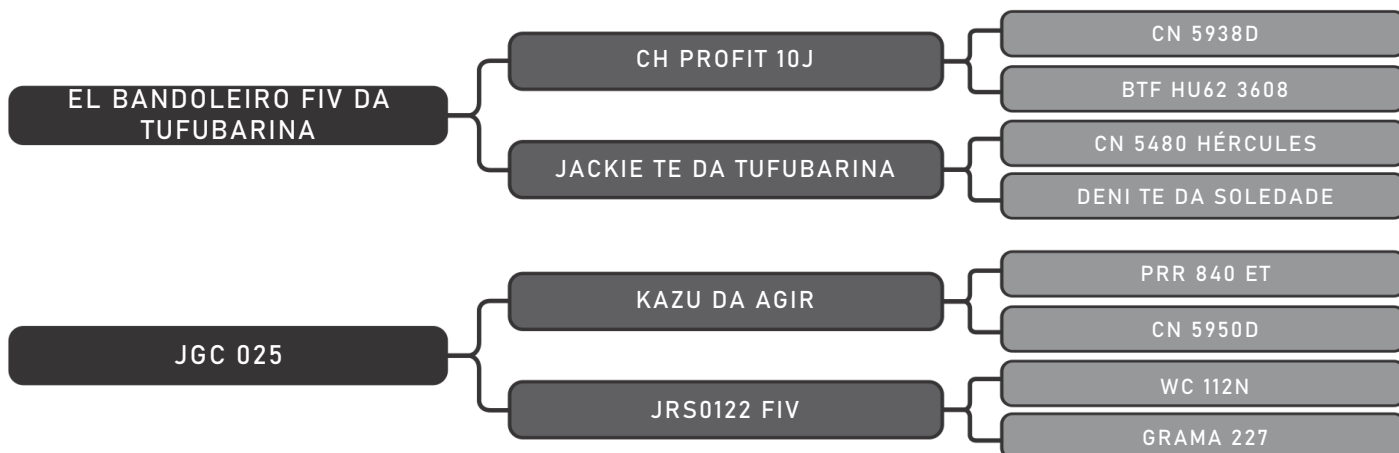 EL BANDOLEIRO FIV DA
TUFUBARINA
CH PROFIT 10J
JACKIE TE DA TUFUBARINA
CN 5938D
BTF HU62 3608
CN 5480 HÉRCULES
DENI TE DA SOLEDADE
JGC 025
KAZU DA AGIR
JRS0122 FIV
PRR 840 ET
CN 5950D
WC 112N
GRAMA 227